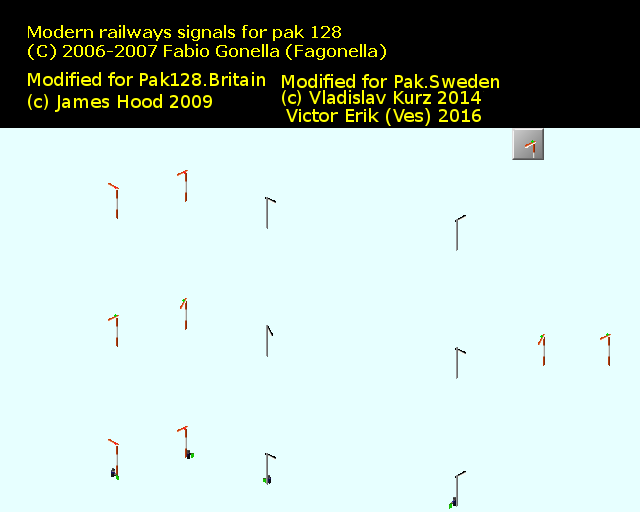 Modern railways signals for pak 128
(C) 2006-2007 Fabio Gonella (Fagonella)
Modified for Pak128.Britain
(c) James Hood 2009
Modified for Pak.Sweden
(c) Vladislav Kurz 2014
Victor Erik (Ves) 2016